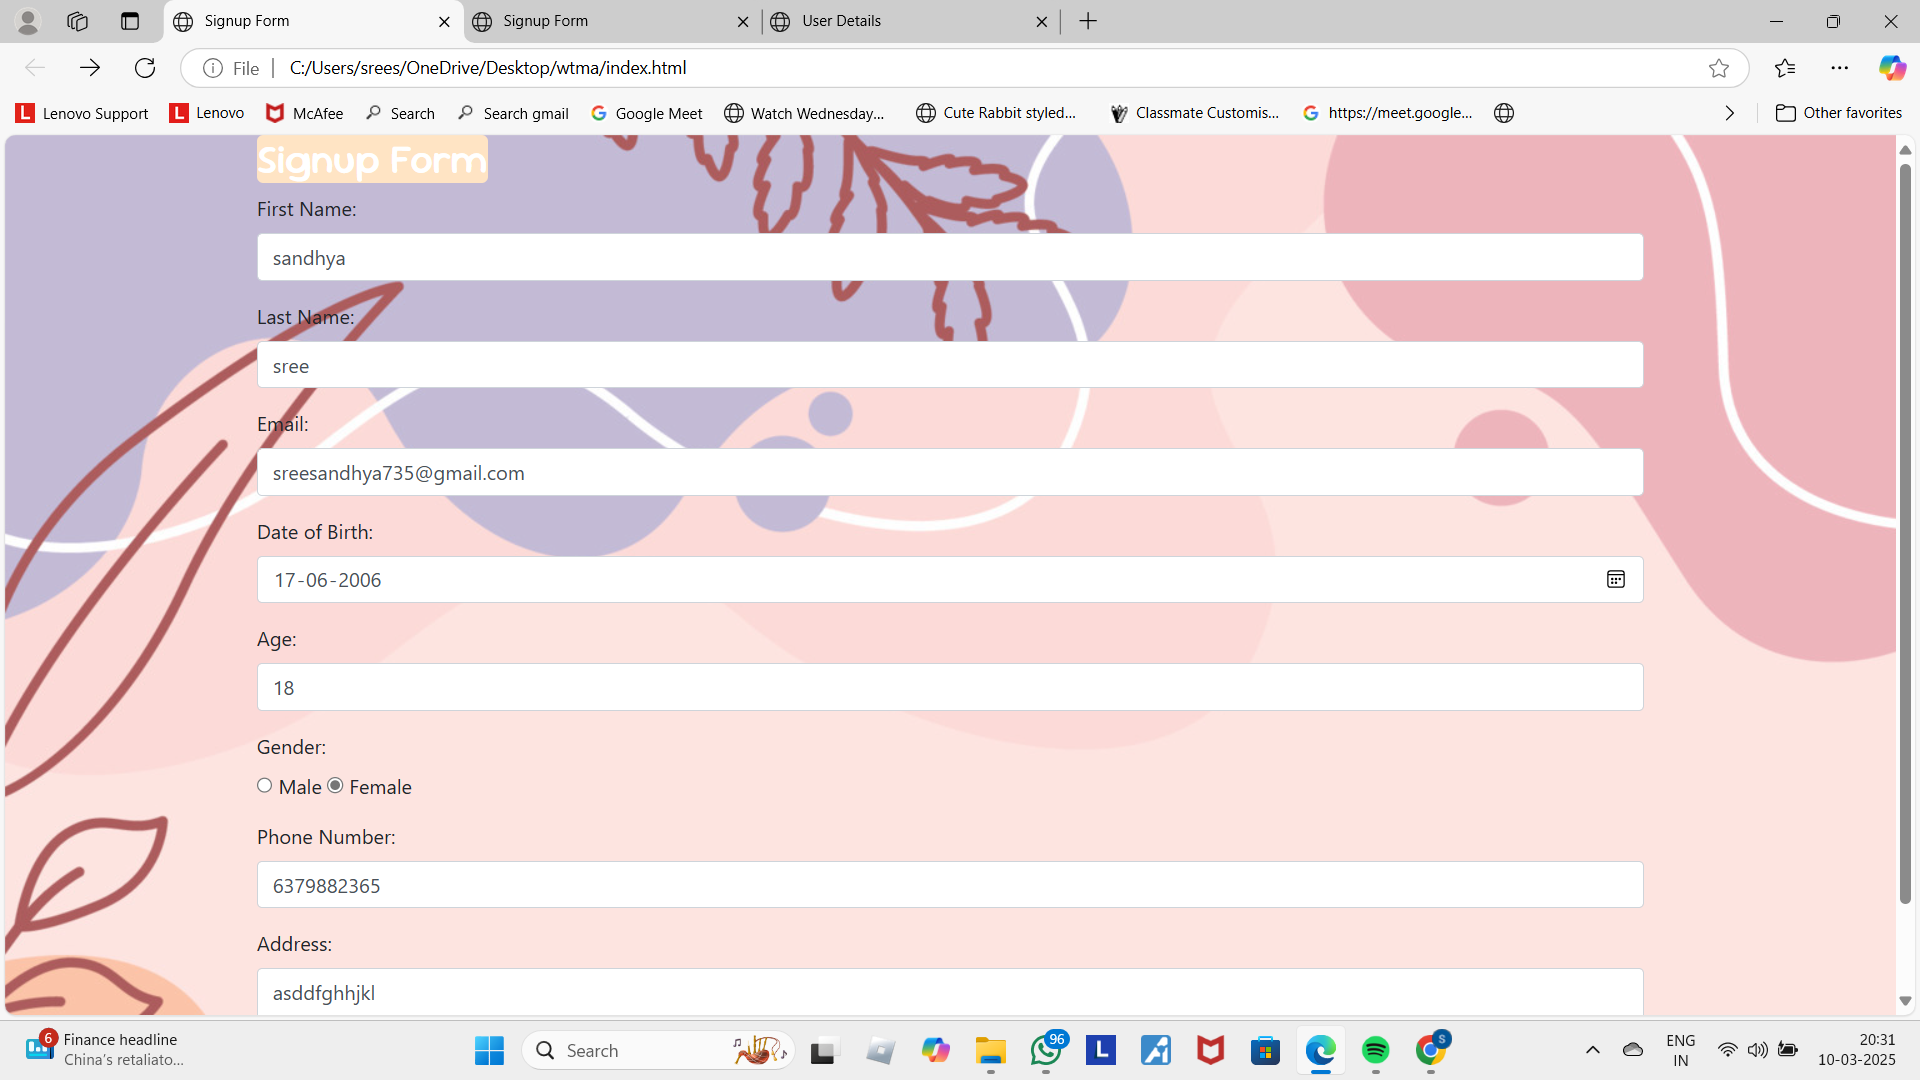 Signup Form
Signup Form
User Details
File
C:/Users/srees/OneDrive/Desktop/wtma/index.html
Lenovo Support
Lenovo
McAfee
Search
Search gmail
Google Meet
Watch Wednesday...
Cute Rabbit styled...
Classmate Customis...
https://meet.google...
Other favorites
Signup Form
First Name:
sandhya
Last Name:
sree
Email:
sreesandhya735@gmail.com
Date of Birth:
17-06-2006
Age:
18
Gender:
Male Female
Phone Number:
6379882365
Address:
asddfghhjkl
6
Finance headline
China's retaliato...
Search
96
L
S
ENG
IN
20:31
10-03-2025